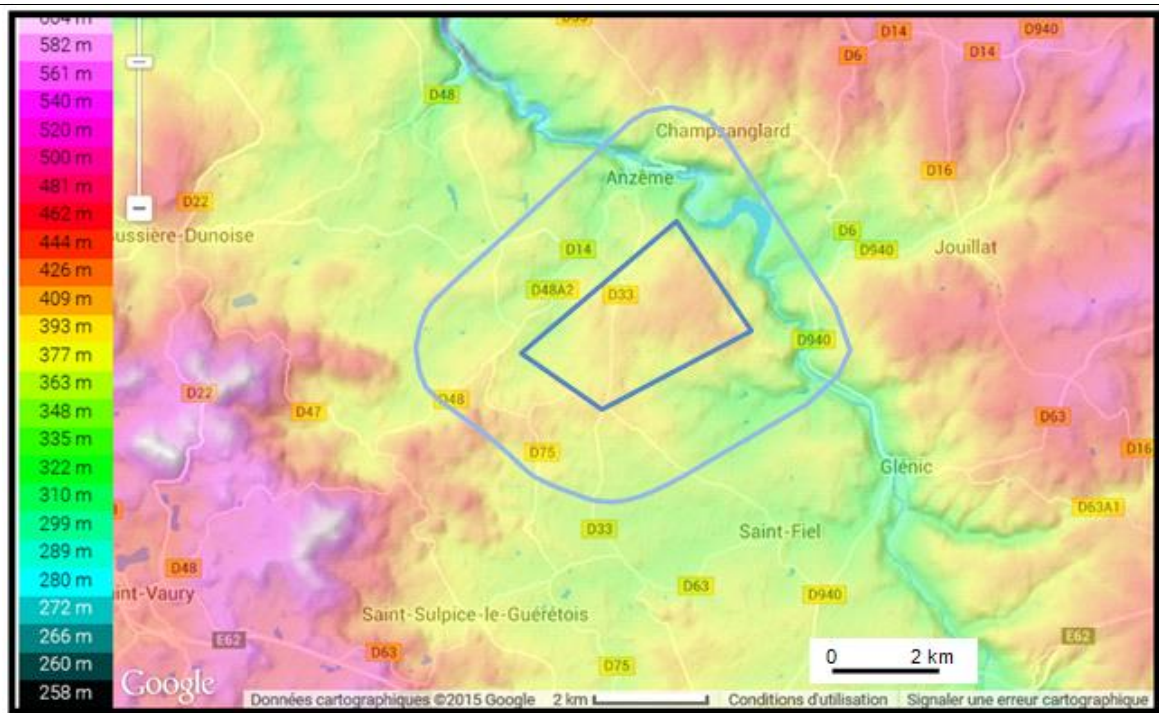 604 m
582 m
561 m
540 m
520 m
500 m
481 m
462 m
444 m
426 m
409 m
393 m
377 m
363 m
348 m
335 m
322 m
310 m
299 m
289 m
280 m
272 m
266 m
260 m
258 m
D14
D940
D6
D14
D48
Champsanglard
D16
Anzème
D22
ussière-Dunoise
D14
D6
D940
Jouillat
D48A2
D33
D940
D22
D47
D48
D63
D75
D16
Glénic
D63A1
D33
Saint-Fiel
D48
int-Vaury
D63
D940
Saint-Sulpice-le-Guérétois
E62
D63
E62
D75
0 2 km
Google
Données cartographiques ©2015 Google 2 km Conditions d'utilisation Signaler une erreur cartographique